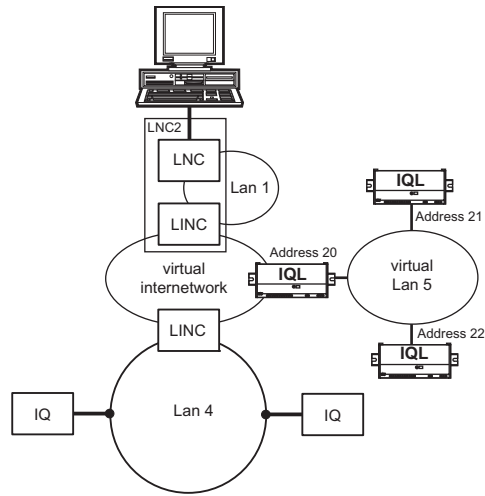 LNC2
LNC
Lan 1
LINC
IQL
Address 21
Address 20
virtual
internetwork
IQL
virtual
Lan 5
LINC
Address 22
IQL
IQ
Lan 4
IQ